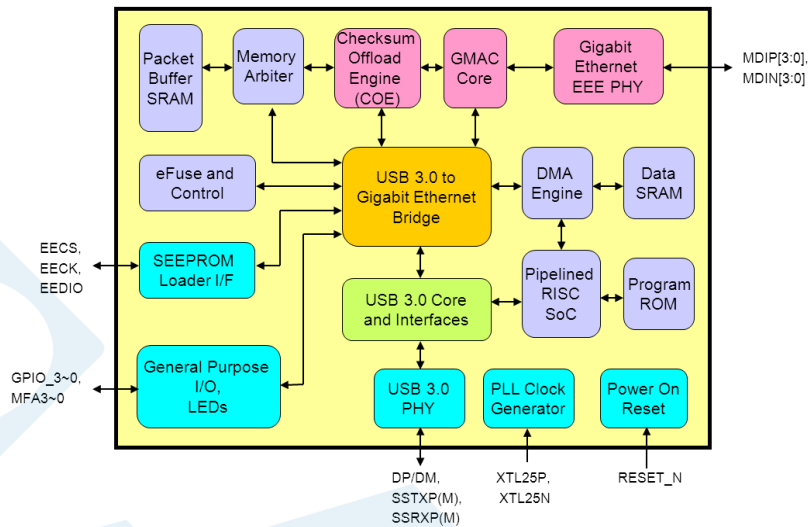 Packet
Buffer
SRAM
Memory
Arbiter
Checksum
Offload
Engine
(COE)
GMAC
Core
Gigabit
Ethernet
EEE PHY
MDIP[3:0],
MDIN[3:0]
eFuse and
Control
USB 3.0 to
Gigabit Ethernet
Bridge
DMA
Engine
Data
SRAM
EECS,
EECK,
EEDIO
SEEPROM
Loader I/F
USB 3.0 Core
and Interfaces
Pipelined
RISC
SoC
Program
ROM
GPIO_3~0,
MFA3~0
General Purpose
I/O,
LEDs
USB 3.0
PHY
PLL Clock
Generator
Power On
Reset
DP/DM,
SSTXP(M),
SSRXP(M)
XTL25P,
XTL25N
RESET_N